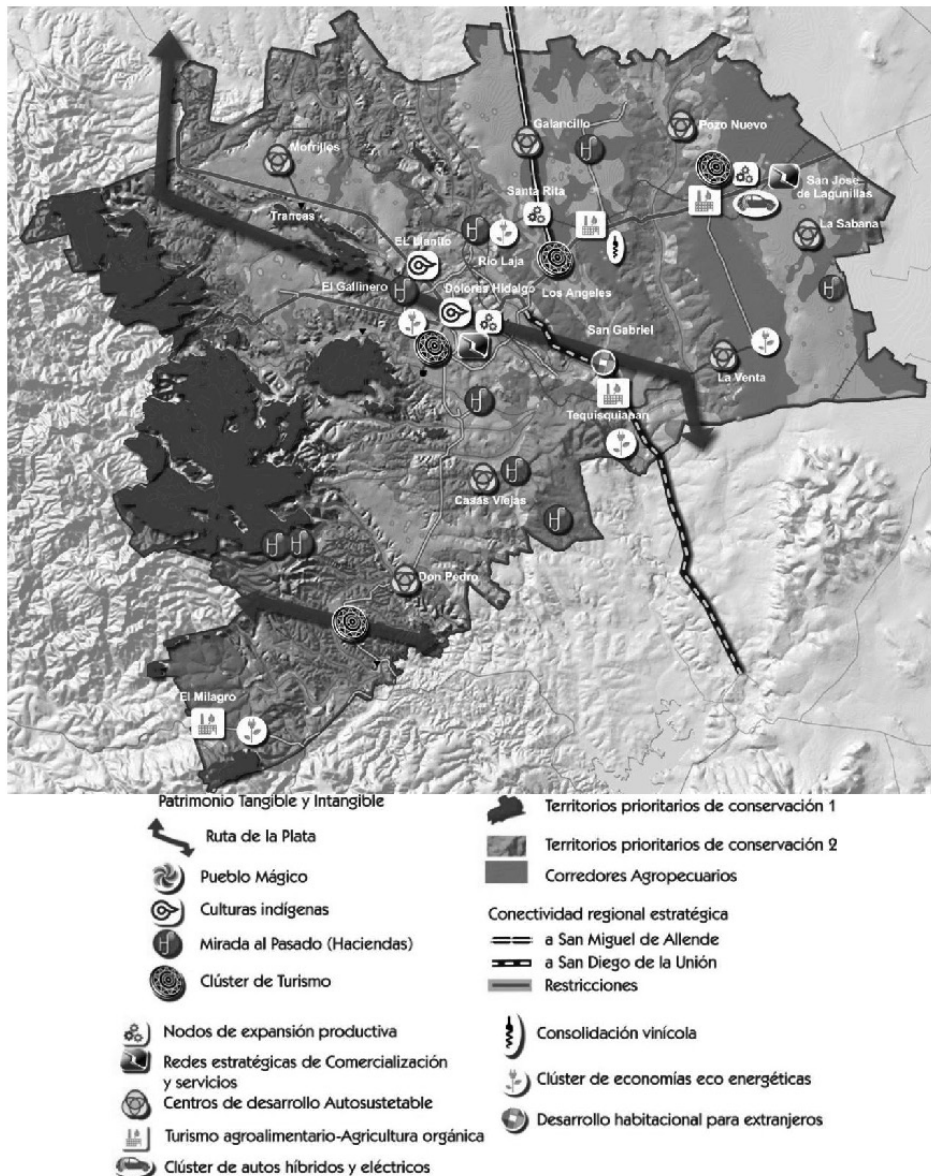 Galancillo
Pozo Nuevo
Morrillos
San José
de Lagunillas
Santa Rita
Trancas
La Sabana
EL Llanito
Río Laja
El Gallinero
Dolores Hidalgo
Los Angeles
San Gabriel
La Venta
Tequisquiapan
Casas Viejas
Don Pedro
El Milagro
Patrimonio Tangible y Intangible
Ruta de la Plata
Pueblo Mágico
Culturas indígenas
Mirada al Pasado (Haciendas)
Clúster de Turismo
Nodos de expansión productiva
Redes estratégicas de Comercialización
y servicios
Centros de desarrollo Autosustetable
Turismo agroalimentario-Agricultura orgánica
Clúster de autos híbridos y eléctricos
Territorios prioritarios de conservación 1
Territorios prioritarios de conservación 2
Corredores Agropecuarios
Conectividad regional estratégica
a San Miguel de Allende
a San Diego de la Unión
Restricciones
Consolidación vinícola
Clúster de economías eco energéticas
Desarrollo habitacional para extranjeros